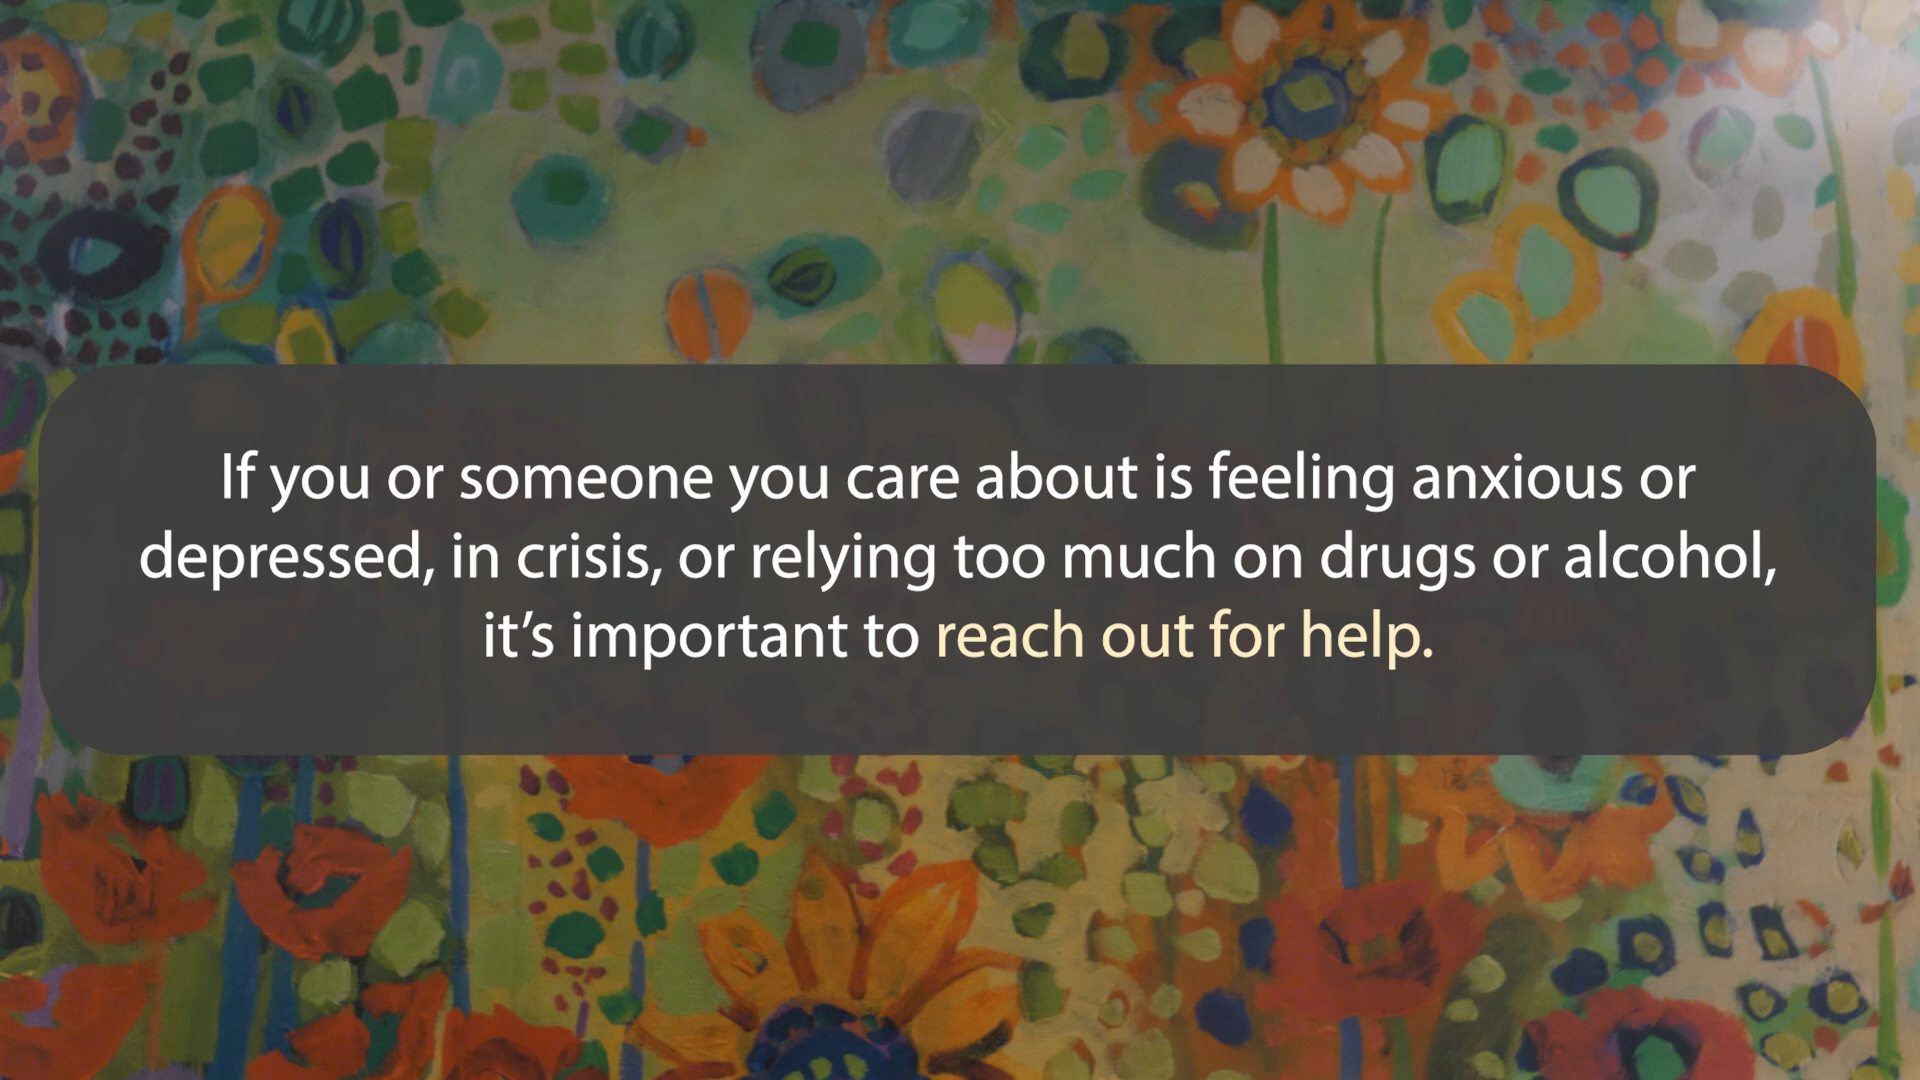 If you or someone you care about is feeling anxious or
depressed, in crisis, or relying too much on drugs or alcohol,
it’s important to reach out for help.